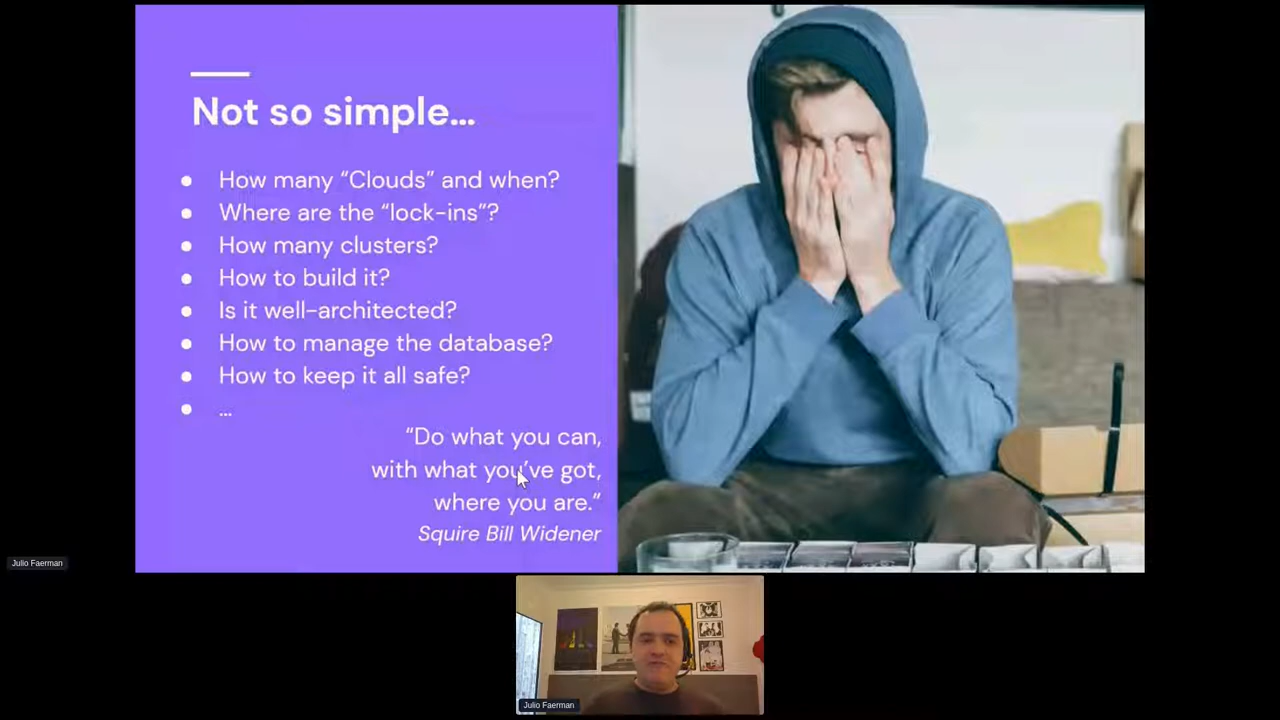 Not so simple...
● How many “Clouds” and when?
● Where are the “lock-ins”?
● How many clusters?
● How to build it?
● Is it well-architected?
● How to manage the database?
● How to keep it all safe?
● ...
“Do what you can,
with what you’ve got,
where you are.”
Squire Bill Widener
Julio Faerman
Julio Faerman